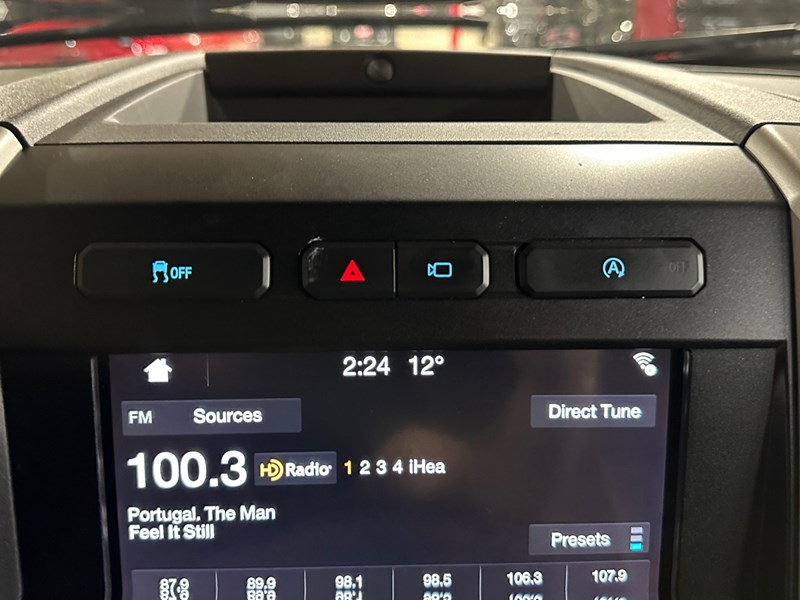 OFF
A OFF
2:24 12°
FM Sources
Direct Tune
100.3 HD Radio 1 2 3 4 iHea
Portugal. The Man
Feel It Still
Presets
87.9 89.9 98.1 98.5 106.3 107.9